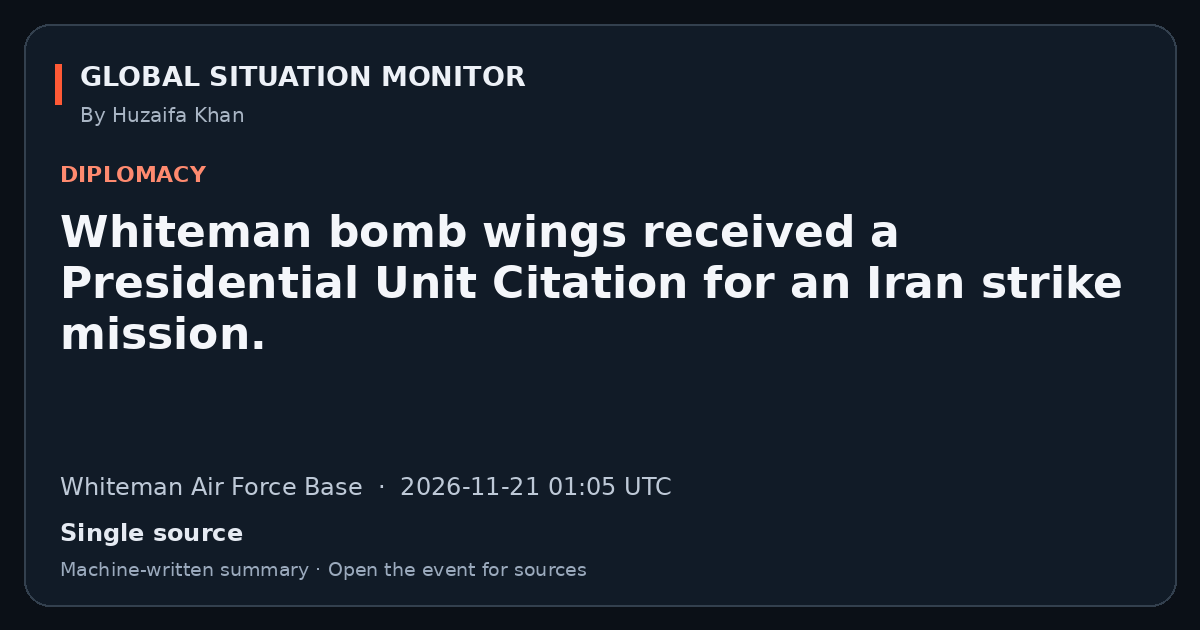 GLOBAL SITUATION MONITOR
By Huzaifa Khan
DIPLOMACY
Whiteman bomb wings received a
Presidential Unit Citation for an Iran strike
mission.
Whiteman Air Force Base · 2026-11-21 01:05 UTC
Single source
Machine-written summary · Open the event for sources